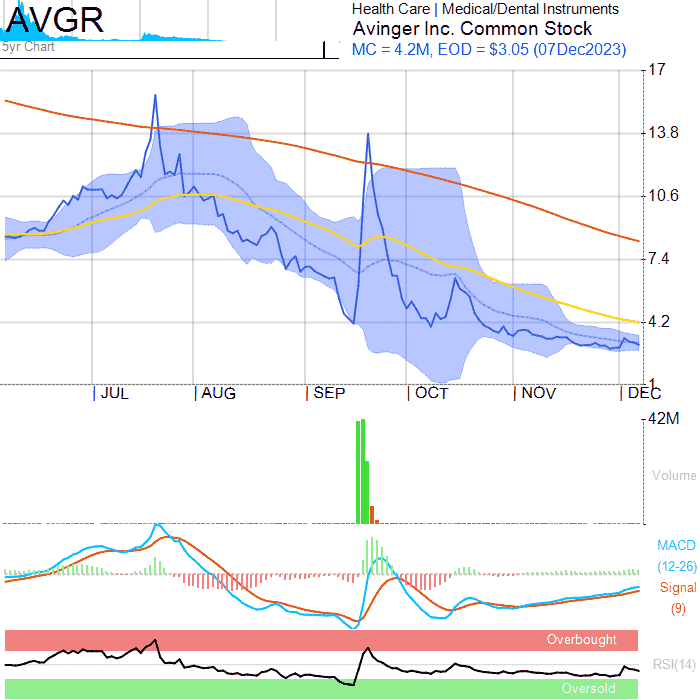 AVGR
5yr Chart
Health Care | Medical/Dental Instruments
Avinger Inc. Common Stock
MC = 4.2M, EOD = $3.05 (07Dec2023)
17
13.8
10.6
7.4
4.2
1
JUL AUG SEP OCT NOV DEC
42M
Volume
MACD
(12-26)
Signal
(9)
Overbought
RSI(14)
Oversold